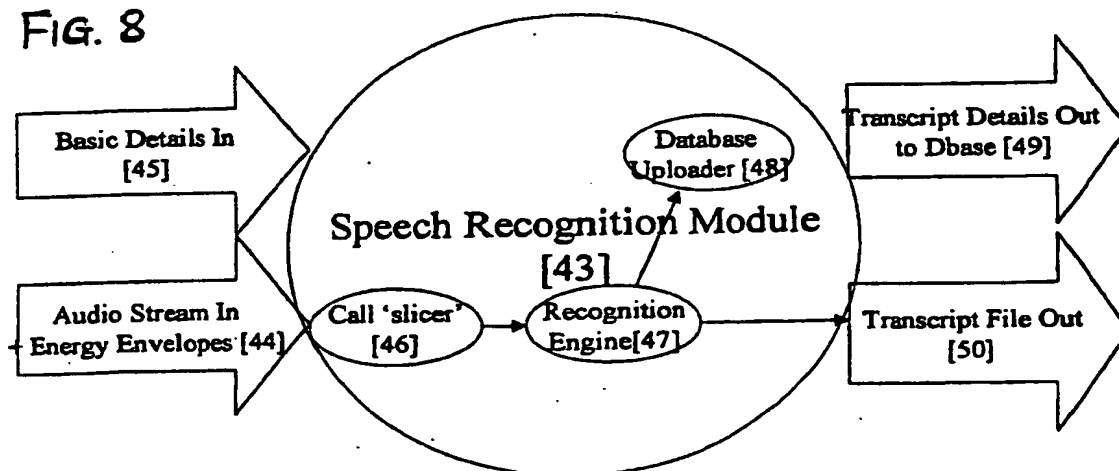 FIG. 8
Basic Details In
[45]
Audio Stream In
+ Energy Envelopes [44]
Speech Recognition Module
[43]
Call ‘slicer’
[46]
Recognition
Engine[47]
Database
Uploader [48]
Transcript Details Out
to Dbase [49]
Transcript File Out
[50]